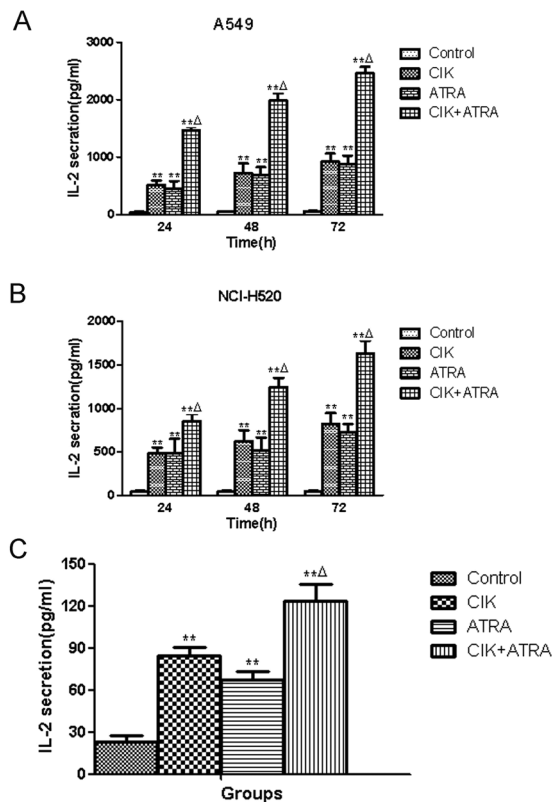 A
A549
IL-2 secration(pg/ml)
3000
2000
1000
0
**
**
**Δ
**
**
**Δ
**
**
**Δ
24
48
72
Time(h)
Control
CIK
ATRA
CIK+ATRA
B
NCI-H520
IL-2 secration(pg/ml)
2000
1500
1000
500
0
**
**
**Δ
**
**
**Δ
**
**
**Δ
24
48
72
Time(h)
Control
CIK
ATRA
CIK+ATRA
C
IL-2 secretion(pg/ml)
150
120
90
60
30
0
**
**
**Δ
Groups
Control
CIK
ATRA
CIK+ATRA